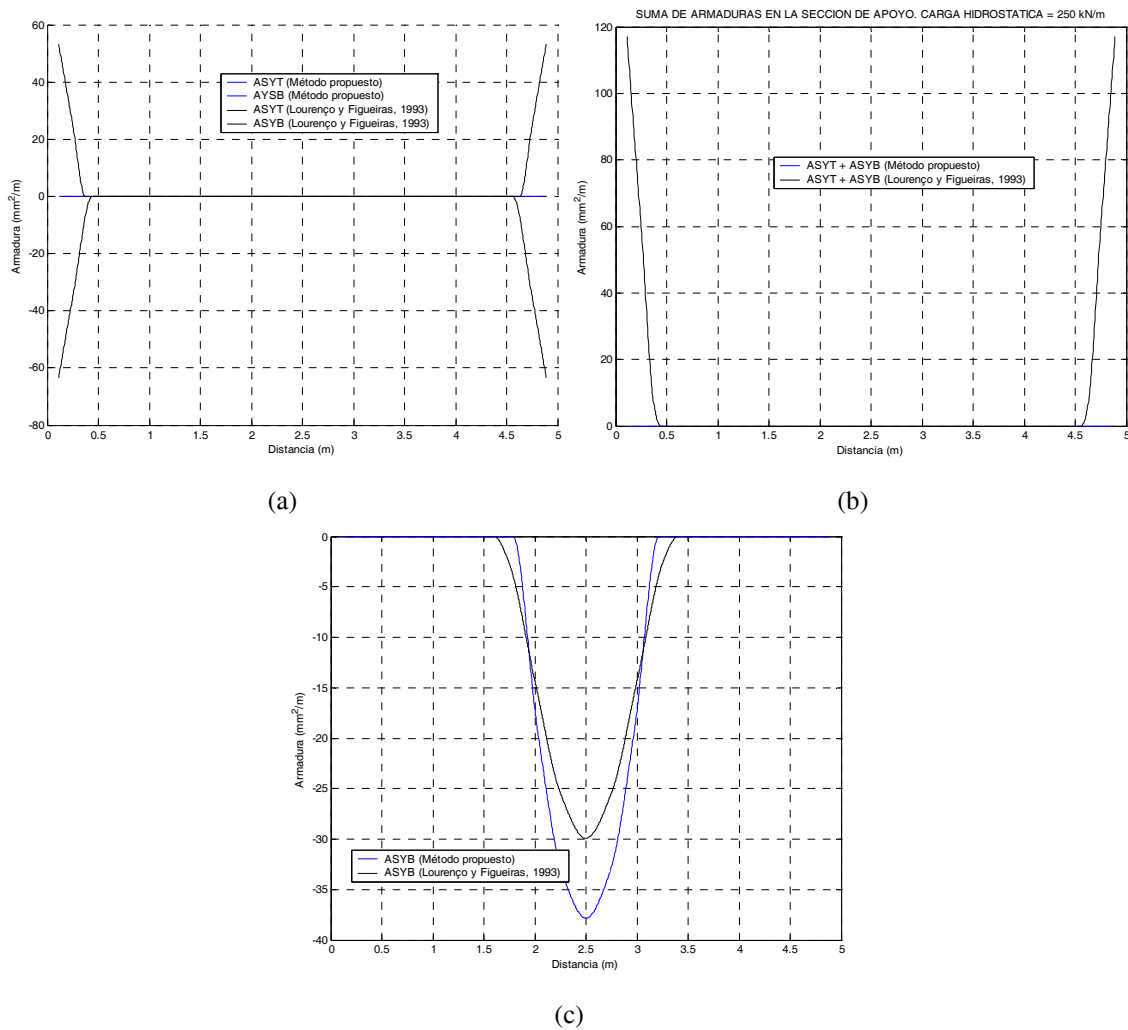 60
40
20
0
-20
-40
-60
-80
Armadura (mm²/m)
ASYT (Método propuesto)
AYSB (Método propuesto)
ASYT (Lourenço y Figueiras, 1993)
ASYB (Lourenço y Figueiras, 1993)
0 0.5 1 1.5 2 2.5 3 3.5 4 4.5 5
Distancia (m)
(a)
SUMA DE ARMADURAS EN LA SECCION DE APOYO. CARGA HIDROSTATICA = 250 kN/m
120
100
80
60
40
20
0
Armadura (mm²/m)
ASYT + ASYB (Método propuesto)
ASYT + ASYB (Lourenço y Figueiras, 1993)
0 0.5 1 1.5 2 2.5 3 3.5 4 4.5 5
Distancia (m)
(b)
0
-5
-10
-15
-20
-25
-30
-35
-40
Armadura (mm²/m)
ASYB (Método propuesto)
ASYB (Lourenço y Figueiras, 1993)
0 0.5 1 1.5 2 2.5 3 3.5 4 4.5 5
Distancia (m)
(c)